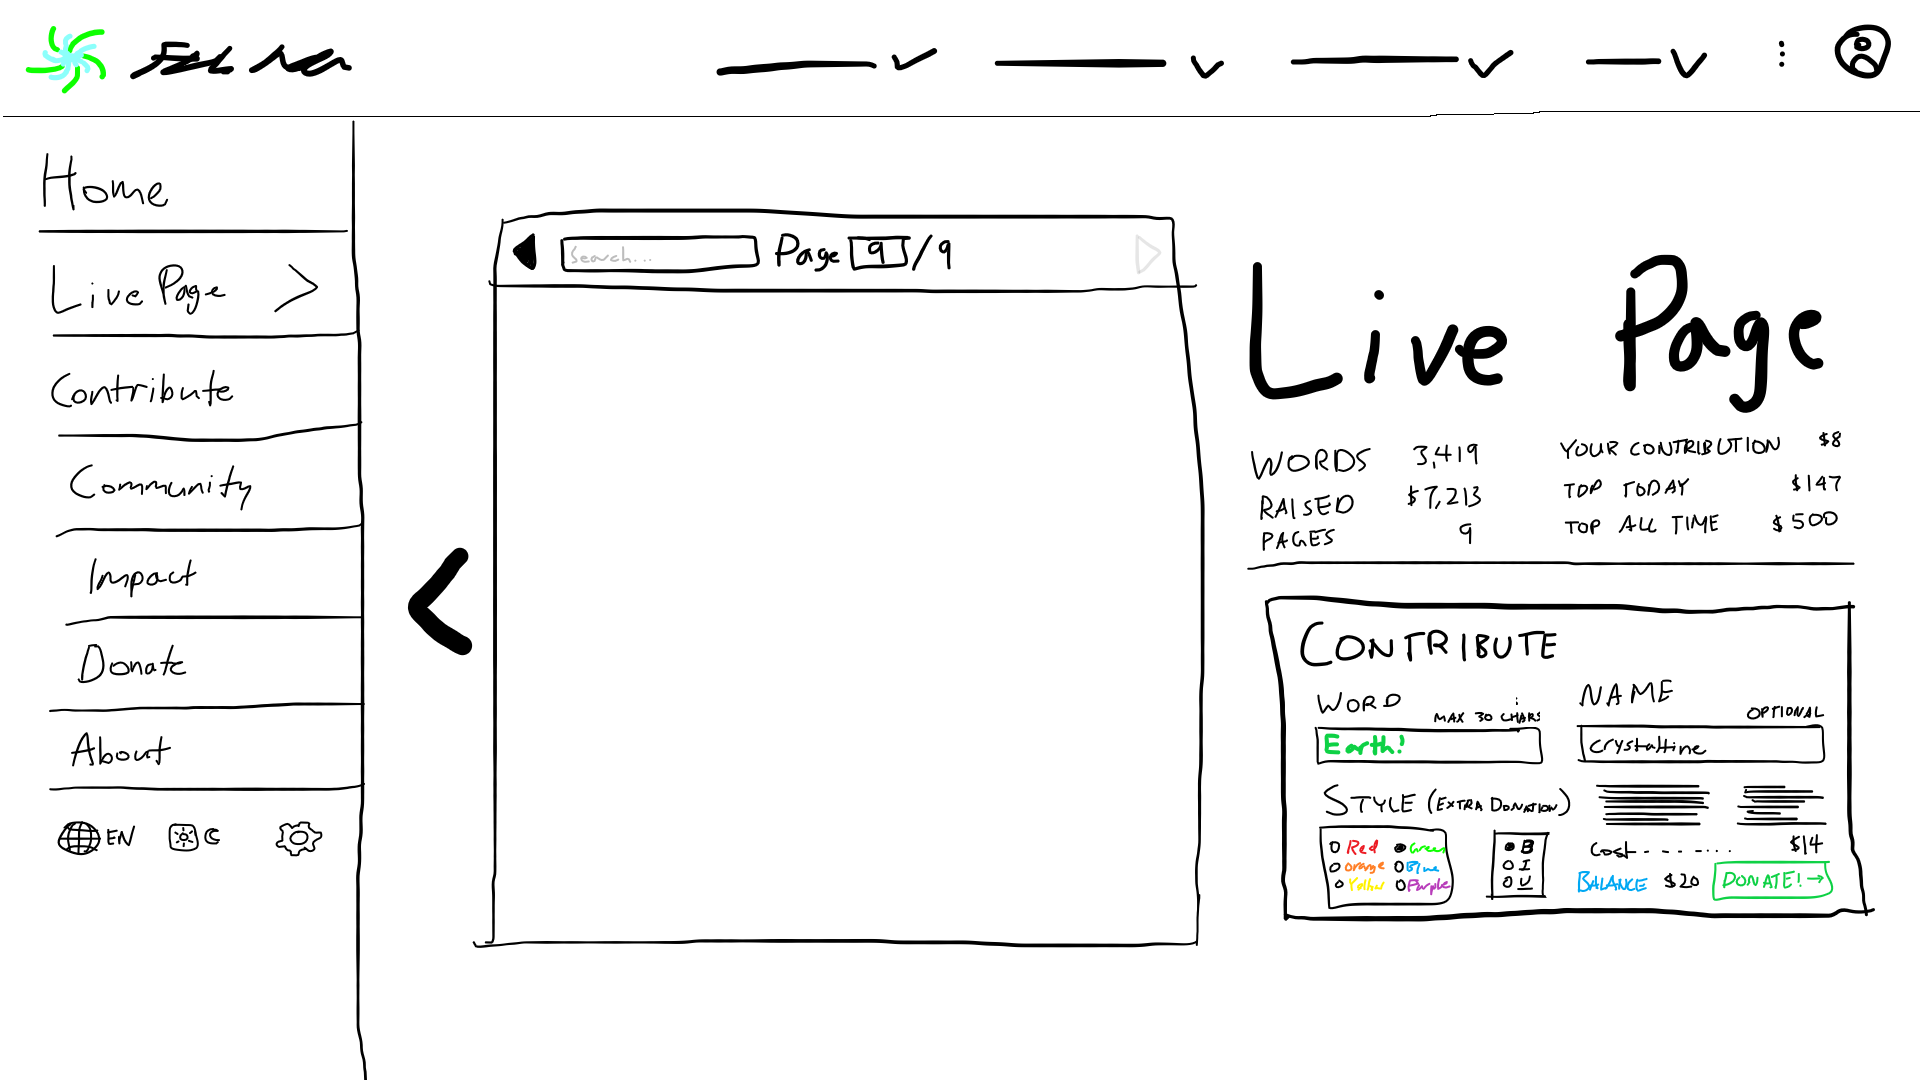 Home
Live Page >
Contribute
Community
Impact
Donate
About
EN
Search...
Page 9/9
Live Page
WORDS 3,419
RAISED $7,213
PAGES 9
YOUR CONTRIBUTION $8
TOP TODAY $147
TOP ALL TIME $500
CONTRIBUTE
WORD
MAX 30 CHARS
Earth!
NAME
OPTIONAL
crystaltine
STYLE (EXTRA DONATION)
Red Green
Orange Blue
Yellow Purple
B
I
U
Cost - - - - ... $14
BALANCE $20 DONATE! →